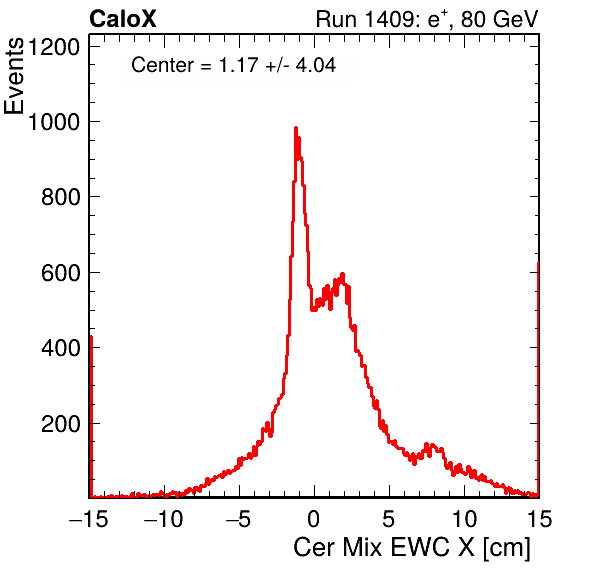 CaloX
Run 1409: e+, 80 GeV
Events
Center = 1.17 +/- 4.04
1200
1000
800
600
400
200
−15 −10 −5 0 5 10 15
Cer Mix EWC X [cm]